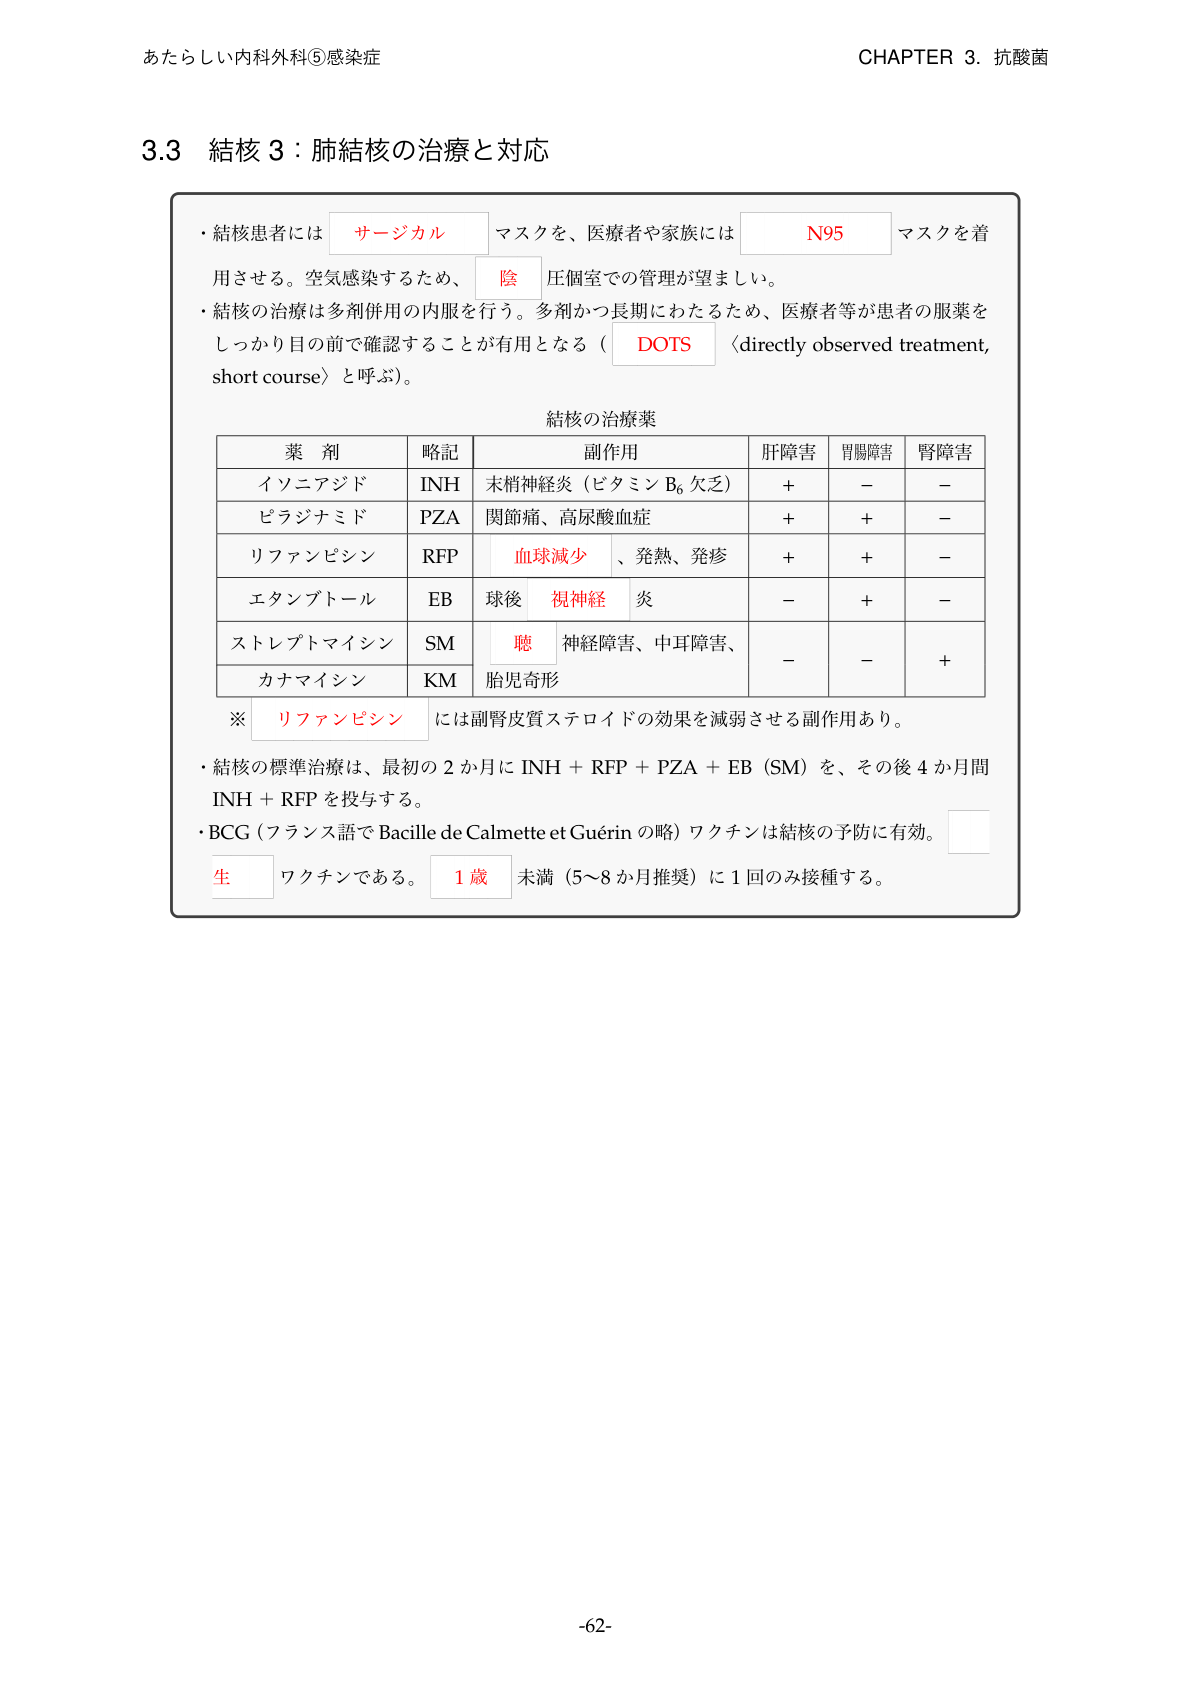 あたらしい内科外科⑤感染症 CHAPTER 3. 抗酸菌
3.3 結核 3：肺結核の治療と対応
・結核患者には サージカル マスクを、医療者や家族には N95 マスクを着
用させる。空気感染するため、 陰 圧個室での管理が望ましい。
・結核の治療は多剤併用の内服を行う。多剤かつ長期にわたるため、医療者等が患者の服薬を
しっかり目の前で確認することが有用となる（ DOTS 〈directly observed treatment,
short course〉と呼ぶ）。
結核の治療薬
薬 剤 略記 副作用 肝障害 胃腸障害 腎障害
イソニアジド INH 末梢神経炎（ビタミン B₆ 欠乏） + − −
ピラジナミド PZA 関節痛、高尿酸血症 + + −
リファンピシン RFP 血球減少 、発熱、発疹 + + −
エタンブトール EB 球後 視神経 炎 − + −
ストレプトマイシン SM 聴 神経障害、中耳障害、 − − +
カナマイシン KM 胎児奇形
※ リファンピシン には副腎皮質ステロイドの効果を減弱させる副作用あり。
・結核の標準治療は、最初の 2 か月に INH + RFP + PZA + EB（SM）を、その後 4 か月間
INH + RFP を投与する。
・BCG（フランス語で Bacille de Calmette et Guérin の略）ワクチンは結核の予防に有効。
生 ワクチンである。 1 歳 未満（5〜8 か月推奨）に 1 回のみ接種する。
-62-